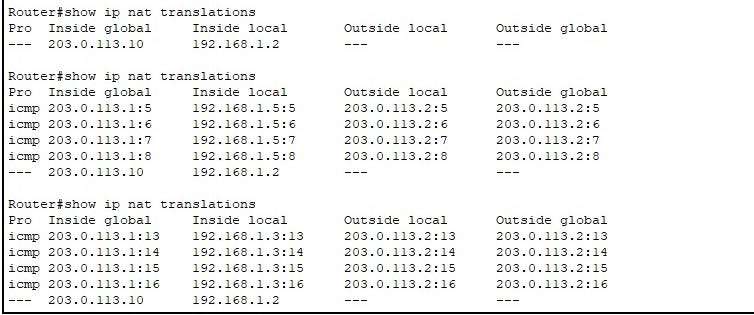 Router#show ip nat translations
Pro  Inside global     Inside local       Outside local      Outside global
---  203.0.113.10      192.168.1.2        ---                ---
Router#show ip nat translations
Pro  Inside global     Inside local       Outside local      Outside global
icmp 203.0.113.1:5     192.168.1.5:5      203.0.113.2:5      203.0.113.2:5
icmp 203.0.113.1:6     192.168.1.5:6      203.0.113.2:6      203.0.113.2:6
icmp 203.0.113.1:7     192.168.1.5:7      203.0.113.2:7      203.0.113.2:7
icmp 203.0.113.1:8     192.168.1.5:8      203.0.113.2:8      203.0.113.2:8
---  203.0.113.10      192.168.1.2        ---                ---
Router#show ip nat translations
Pro  Inside global     Inside local       Outside local      Outside global
icmp 203.0.113.1:13    192.168.1.3:13     203.0.113.2:13     203.0.113.2:13
icmp 203.0.113.1:14    192.168.1.3:14     203.0.113.2:14     203.0.113.2:14
icmp 203.0.113.1:15    192.168.1.3:15     203.0.113.2:15     203.0.113.2:15
icmp 203.0.113.1:16    192.168.1.3:16     203.0.113.2:16     203.0.113.2:16
---  203.0.113.10      192.168.1.2        ---                ---